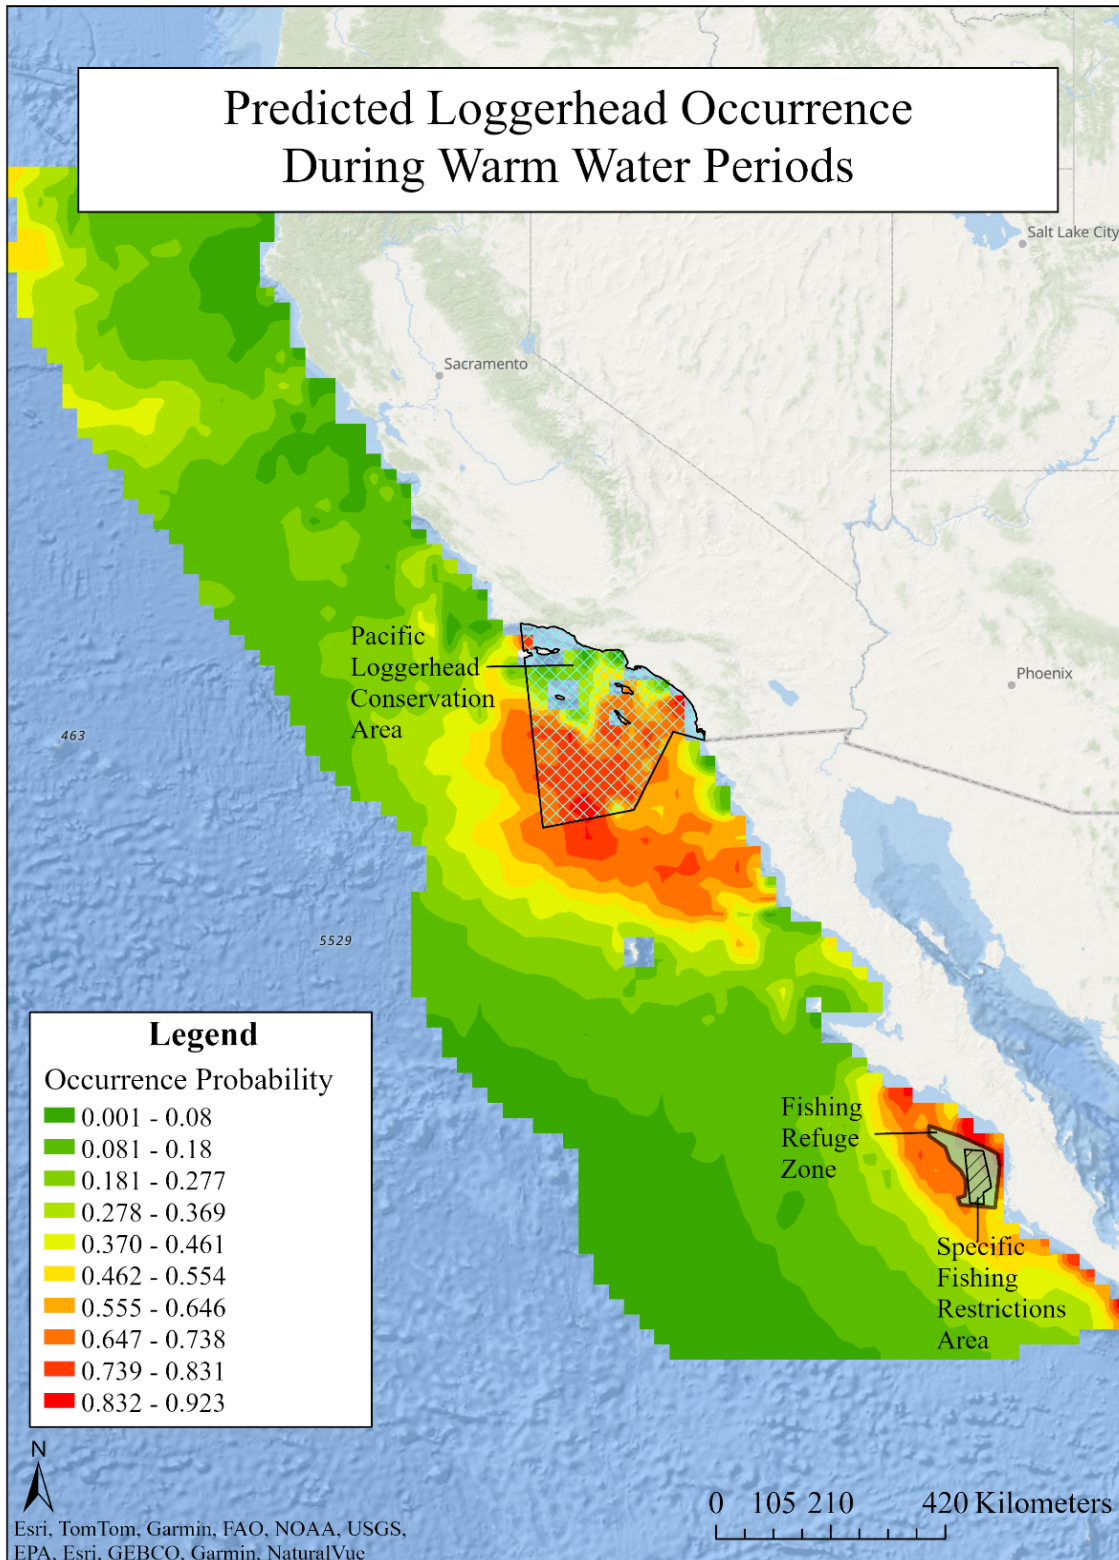 Predicted Loggerhead Occurrence
During Warm Water Periods
Salt Lake City
Sacramento
Pacific
Loggerhead
Conservation
Area
Phoenix
463
5529
Legend
Occurrence Probability
0.001 - 0.08
0.081 - 0.18
0.181 - 0.277
0.278 - 0.369
0.370 - 0.461
0.462 - 0.554
0.555 - 0.646
0.647 - 0.738
0.739 - 0.831
0.832 - 0.923
Fishing
Refuge
Zone
Specific
Fishing
Restrictions
Area
N
0 105 210 420 Kilometers
Esri, TomTom, Garmin, FAO, NOAA, USGS,
EPA, Esri, GEBCO, Garmin, NaturalVue